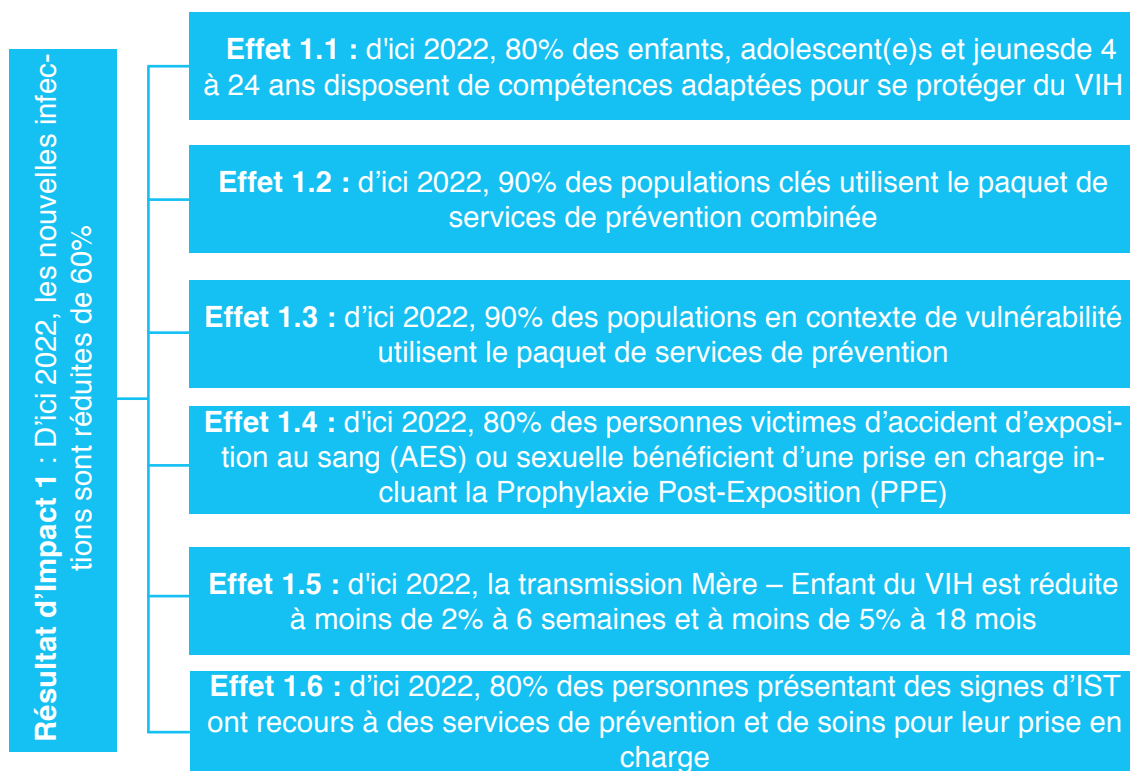 Résultat d’Impact 1 : D’ici 2022, les nouvelles infec-
tions sont réduites de 60%
Effet 1.1 : d'ici 2022, 80% des enfants, adolescent(e)s et jeunesde 4
à 24 ans disposent de compétences adaptées pour se protéger du VIH
Effet 1.2 : d’ici 2022, 90% des populations clés utilisent le paquet de
services de prévention combinée
Effet 1.3 : d’ici 2022, 90% des populations en contexte de vulnérabilité
utilisent le paquet de services de prévention
Effet 1.4 : d’ici 2022, 80% des personnes victimes d’accident d’exposi-
tion au sang (AES) ou sexuelle bénéficient d’une prise en charge in-
cluant la Prophylaxie Post-Exposition (PPE)
Effet 1.5 : d'ici 2022, la transmission Mère – Enfant du VIH est réduite
à moins de 2% à 6 semaines et à moins de 5% à 18 mois
Effet 1.6 : d’ici 2022, 80% des personnes présentant des signes d’IST
ont recours à des services de prévention et de soins pour leur prise en
charge